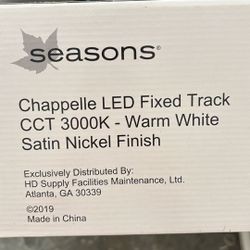 seasons®
Chappelle LED Fixed Track
CCT 3000K - Warm White
Satin Nickel Finish
Exclusively Distributed By:
HD Supply Facilities Maintenance, Ltd.
Atlanta, GA 30339
©2019
Made in China